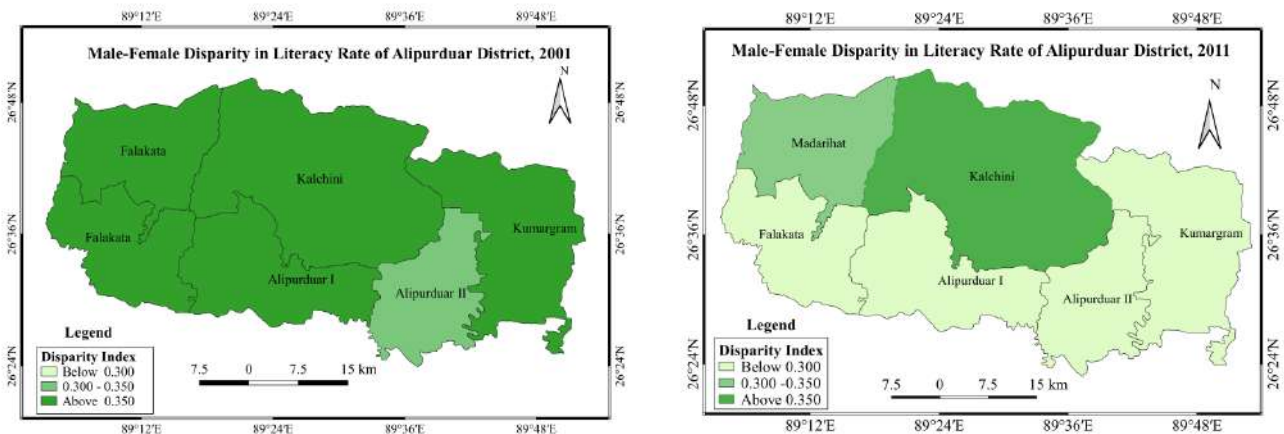 89°12'E 89°24'E 89°36'E 89°48'E
Male-Female Disparity in Literacy Rate of Alipurduar District, 2001
N
26°48'N
26°48'N
Falakata
Kalchini
Falakata
Kumargram
26°36'N
26°36'N
Alipurduar I
Alipurduar II
Legend
Disparity Index
Below 0.300
0.300 - 0.350
Above 0.350
7.5 0 7.5 15 km
26°24'N
26°24'N
89°12'E 89°24'E 89°36'E 89°48'E
89°12'E 89°24'E 89°36'E 89°48'E
Male-Female Disparity in Literacy Rate of Alipurduar District, 2011
N
26°48'N
26°48'N
Madarihat
Kalchini
Falakata
Kumargram
26°36'N
26°36'N
Alipurduar I
Alipurduar II
Legend
Disparity Index
Below 0.300
0.300 -0.350
Above 0.350
7.5 0 7.5 15 km
26°24'N
26°24'N
89°12'E 89°24'E 89°36'E 89°48'E